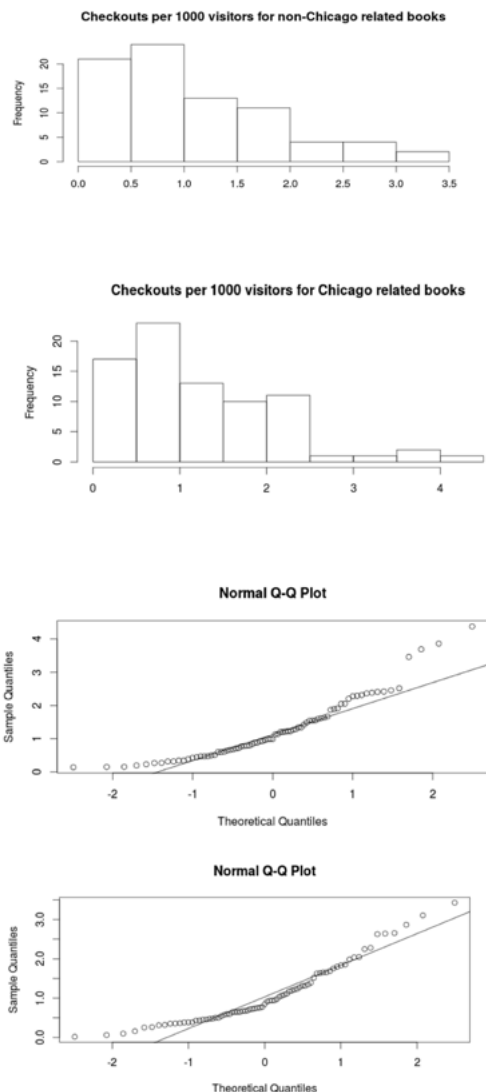 Checkouts per 1000 visitors for non-Chicago related books
Frequency
20
15
10
5
0
0.0 0.5 1.0 1.5 2.0 2.5 3.0 3.5
Checkouts per 1000 visitors for Chicago related books
Frequency
20
15
10
5
0
0 1 2 3 4
Normal Q-Q Plot
Sample Quantiles
4
3
2
1
0
-2 -1 0 1 2
Theoretical Quantiles
Normal Q-Q Plot
Sample Quantiles
3.0
2.0
1.0
0.0
-2 -1 0 1 2
Theoretical Quantiles